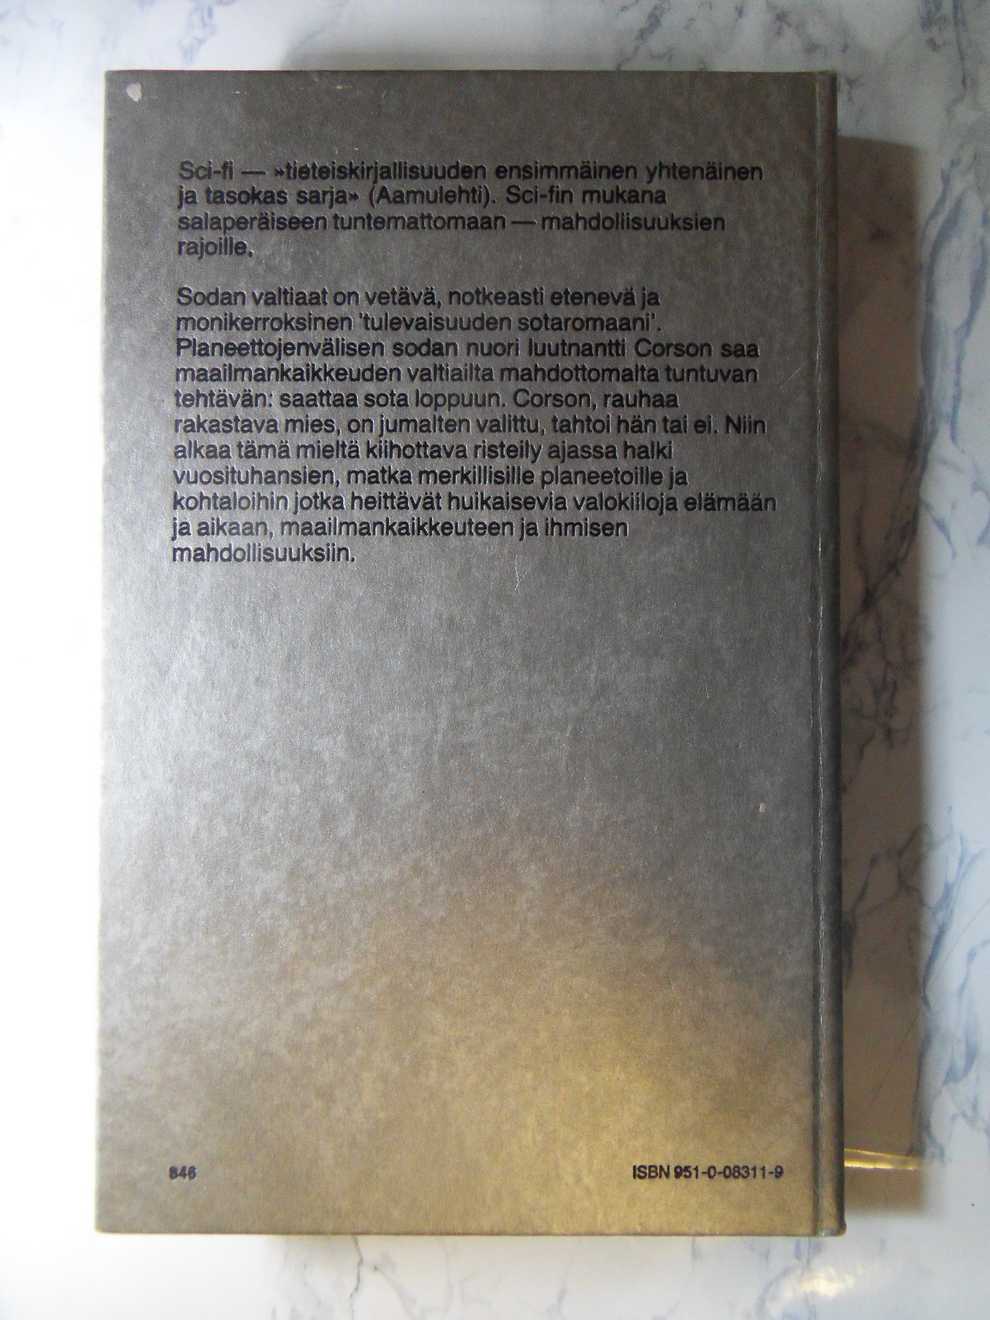 Sci-fi — »tieteiskirjallisuuden ensimmäinen yhtenäinen
ja tasokas sarja» (Aamulehti). Sci-fin mukana
salaperäiseen tuntemattomaan — mahdollisuuksien
rajoille.
Sodan valtiaat on vetävä, notkeasti etenevä ja
monikerroksinen 'tulevaisuuden sotaromaani'.
Planeettojenvälisen sodan nuori luutnantti Corson saa
maailmankaikkeuden valtiailta mahdottomalta tuntuvan
tehtävän: saattaa sota loppuun. Corson, rauhaa
rakastava mies, on jumalten valittu, tahtoi hän tai ei. Niin
alkaa tämä mieltä kiihottava risteily ajassa halki
vuosituhansien, matka merkillisille planeetoille ja
kohtaloihin jotka heittävät huikaisevia valokiiloja elämään
ja aikaan, maailmankaikkeuteen ja ihmisen
mahdollisuuksiin.
846
ISBN 951-0-08311-9